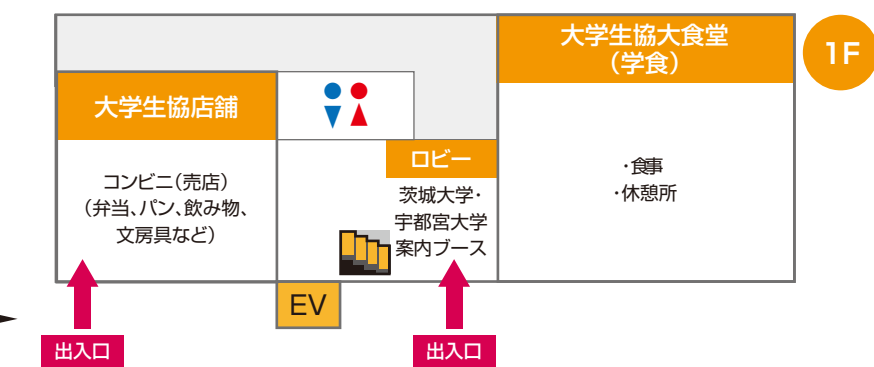 大学生協大食堂
（学食）
1F
大学生協店舗
ロビー
コンビニ（売店）
（弁当、パン、飲み物、
文房具など）
茨城大学・
宇都宮大学
案内ブース
・食事
・休憩所
EV
出入口
出入口